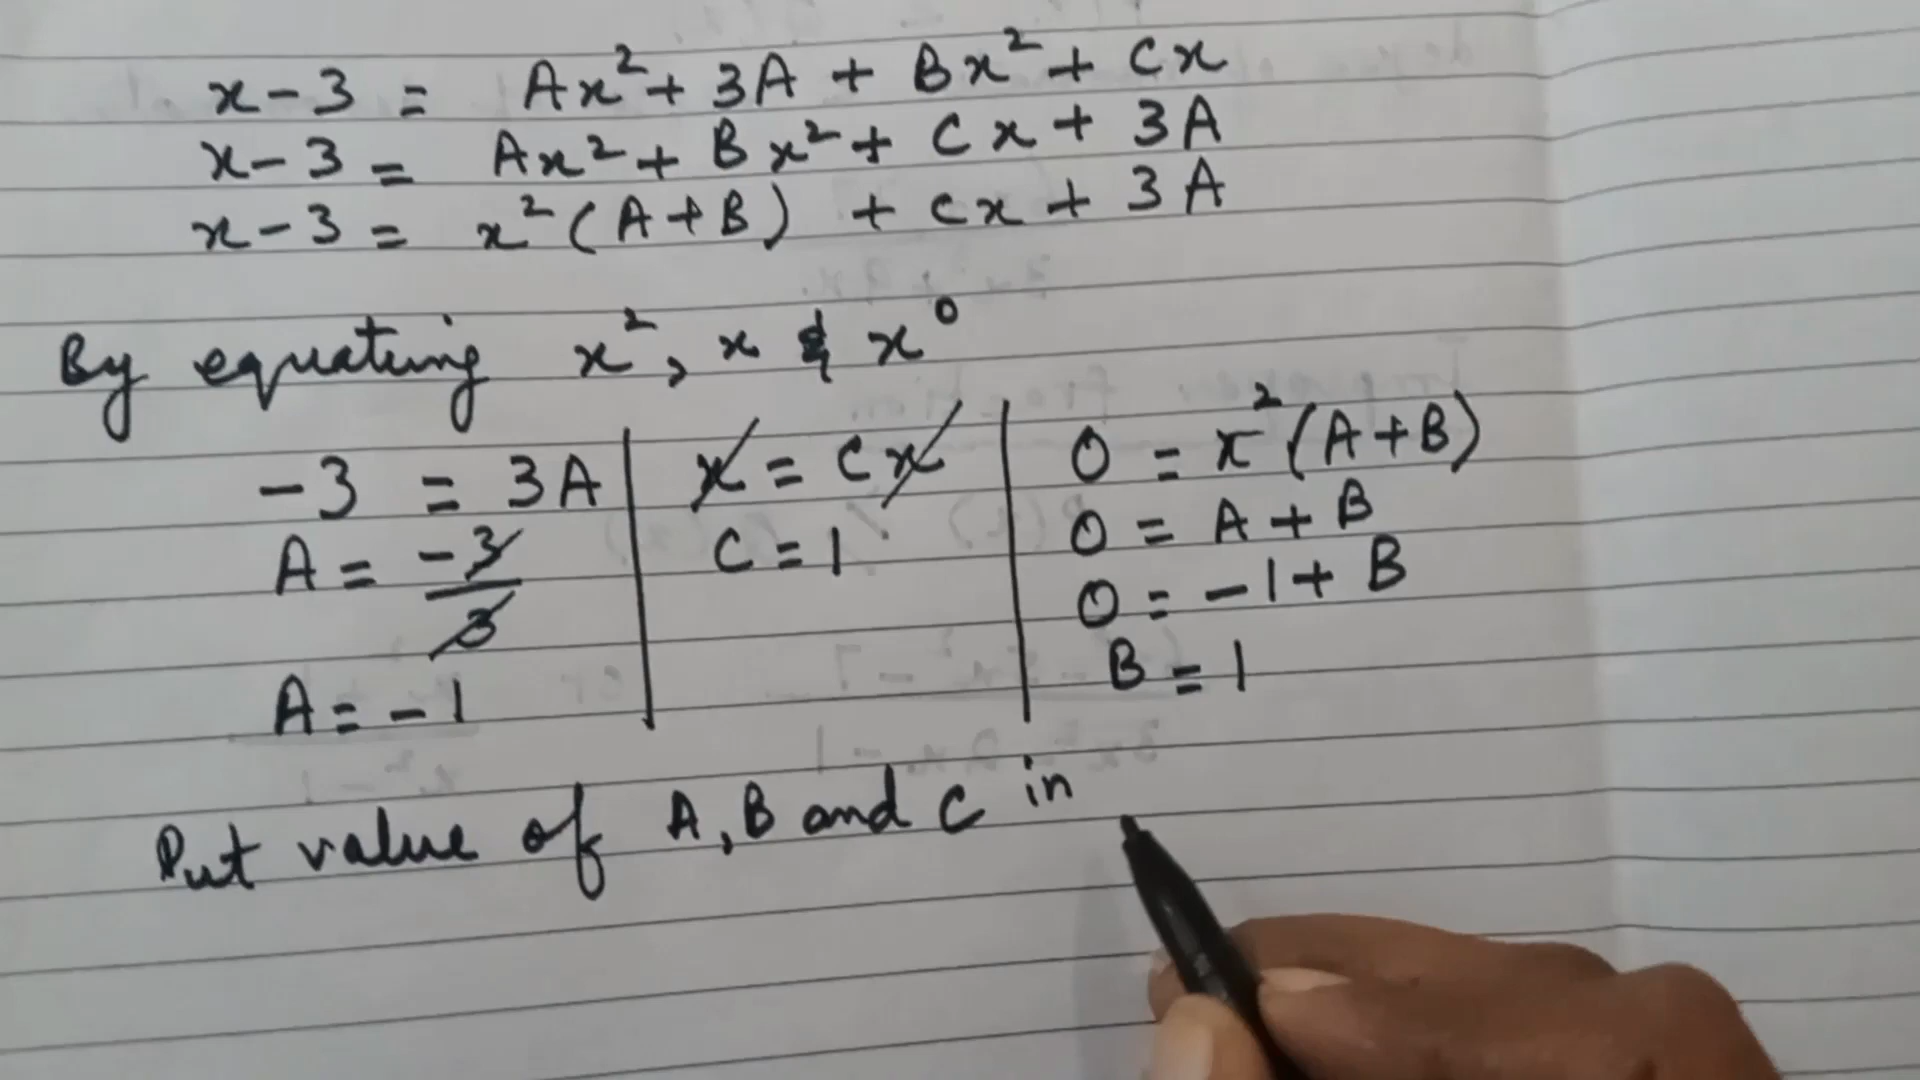 x - 3 = Ax² + 3A + Bx² + Cx
x - 3 = Ax² + Bx² + Cx + 3A
x - 3 = x²(A+B) + Cx + 3A
By equating x², x & x⁰
-3 = 3A
A = -3/3
A = -1
x = Cx
C = 1
0 = x²(A+B)
0 = A + B
0 = -1 + B
B = 1
Put value of A, B and C in